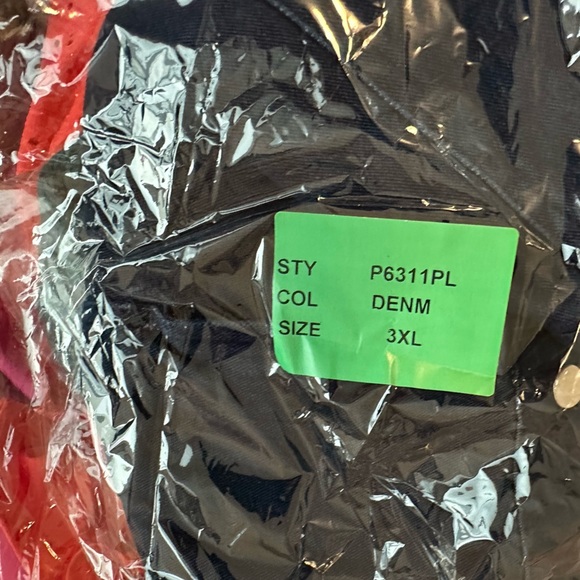 STY P6311PL
COL DENM
SIZE 3XL